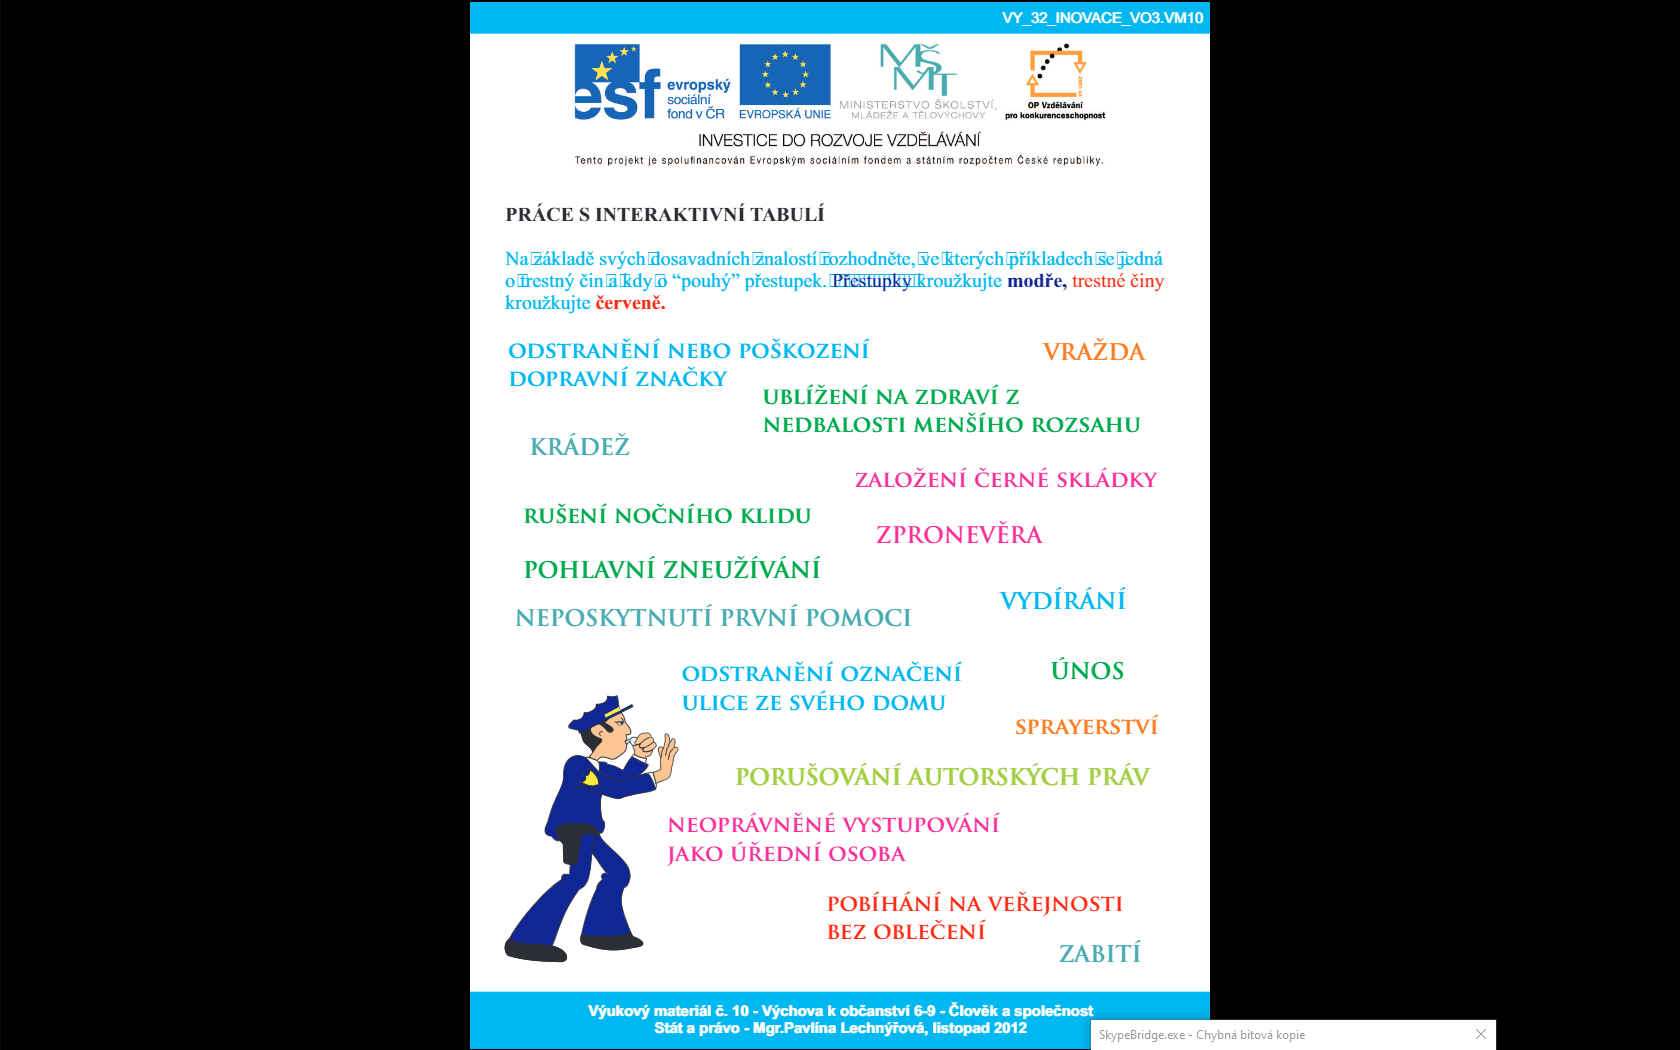 VY_32_INOVACE_VO3.VM10
esf evropský
sociální
fond v ČR
EVROPSKÁ UNIE
MŠMT
MINISTERSTVO ŠKOLSTVÍ,
MLÁDEŽE A TĚLOVÝCHOVY
OP Vzdělávání
pro konkurenceschopnost
INVESTICE DO ROZVOJE VZDĚLÁVÁNÍ
Tento projekt je spolufinancován Evropským sociálním fondem a státním rozpočtem České republiky.
PRÁCE S INTERAKTIVNÍ TABULÍ
Na základě svých dosavadních znalostí rozhodněte, ve kterých příkladech se jedná
o trestný čin a kdy o “pouhý” přestupek. Přestupky kroužkujte modře, trestné činy
kroužkujte červeně.
ODSTRANĚNÍ NEBO POŠKOZENÍ
DOPRAVNÍ ZNAČKY
VRAŽDA
UBLÍŽENÍ NA ZDRAVÍ Z
NEDBALOSTI MENŠÍHO ROZSAHU
KRÁDEŽ
ZALOŽENÍ ČERNÉ SKLÁDKY
RUŠENÍ NOČNÍHO KLIDU
ZPRONEVĚRA
POHLAVNÍ ZNEUŽÍVÁNÍ
VYDÍRÁNÍ
NEPOSKYTNUTÍ PRVNÍ POMOCI
ODSTRANĚNÍ OZNAČENÍ
ULICE ZE SVÉHO DOMU
ÚNOS
SPRAYERSTVÍ
PORUŠOVÁNÍ AUTORSKÝCH PRÁV
NEOPRÁVNĚNÉ VYSTUPOVÁNÍ
JAKO ÚŘEDNÍ OSOBA
POBÍHÁNÍ NA VEŘEJNOSTI
BEZ OBLEČENÍ
ZABITÍ
Výukový materiál č. 10 - Výchova k občanství 6-9 - Člověk a společnost
Stát a právo - Mgr.Pavlína Lechnýřová, listopad 2012
SkypeBridge.exe - Chybná bitová kopie